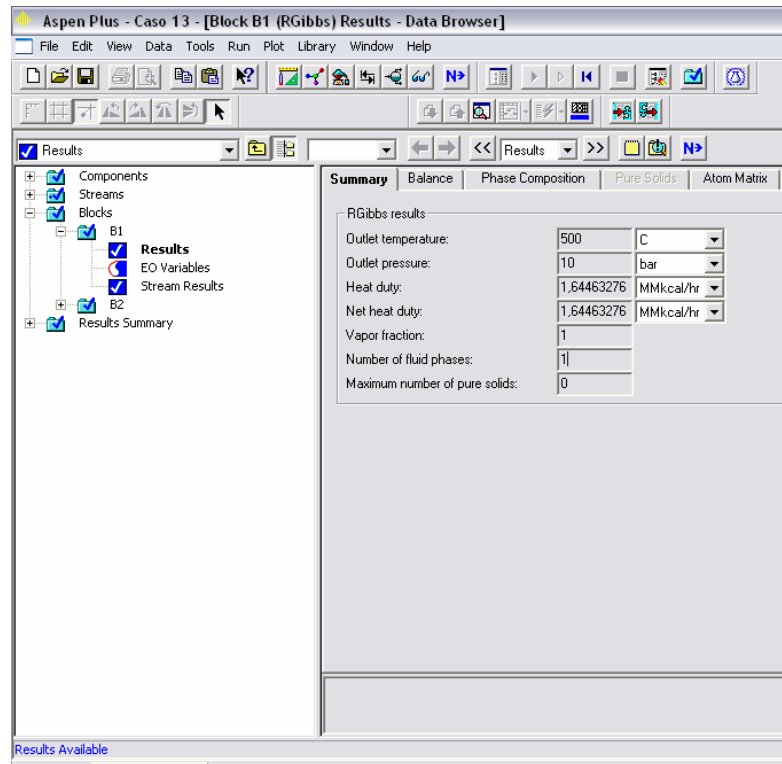 Aspen Plus - Caso 13 - [Block B1 (RGibbs) Results - Data Browser]
File Edit View Data Tools Run Plot Library Window Help
N>
Results
Results
N>
Components
Streams
Blocks
B1
Results
EO Variables
Stream Results
B2
Results Summary
Summary Balance Phase Composition Pure Solids Atom Matrix
RGibbs results
Outlet temperature: 500 C
Outlet pressure: 10 bar
Heat duty: 1,64463276 MMkcal/hr
Net heat duty: 1,64463276 MMkcal/hr
Vapor fraction: 1
Number of fluid phases: 1
Maximum number of pure solids: 0
Results Available